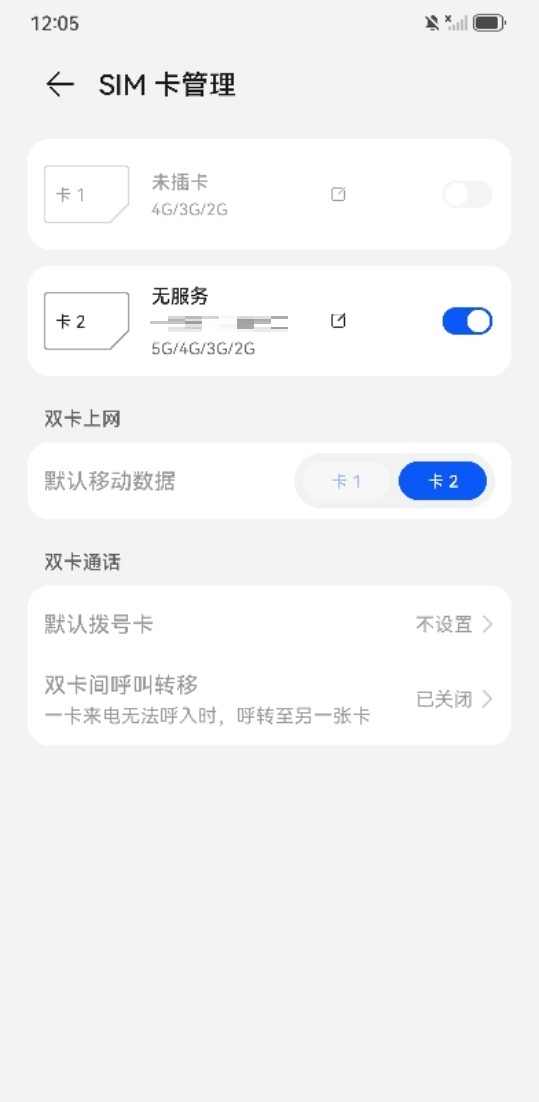 12:05
SIM 卡管理
卡 1
未插卡
4G/3G/2G
卡 2
无服务
5G/4G/3G/2G
双卡上网
默认移动数据
卡 1
卡 2
双卡通话
默认拨号卡
不设置
双卡间呼叫转移
一卡来电无法呼入时，呼转至另一张卡
已关闭